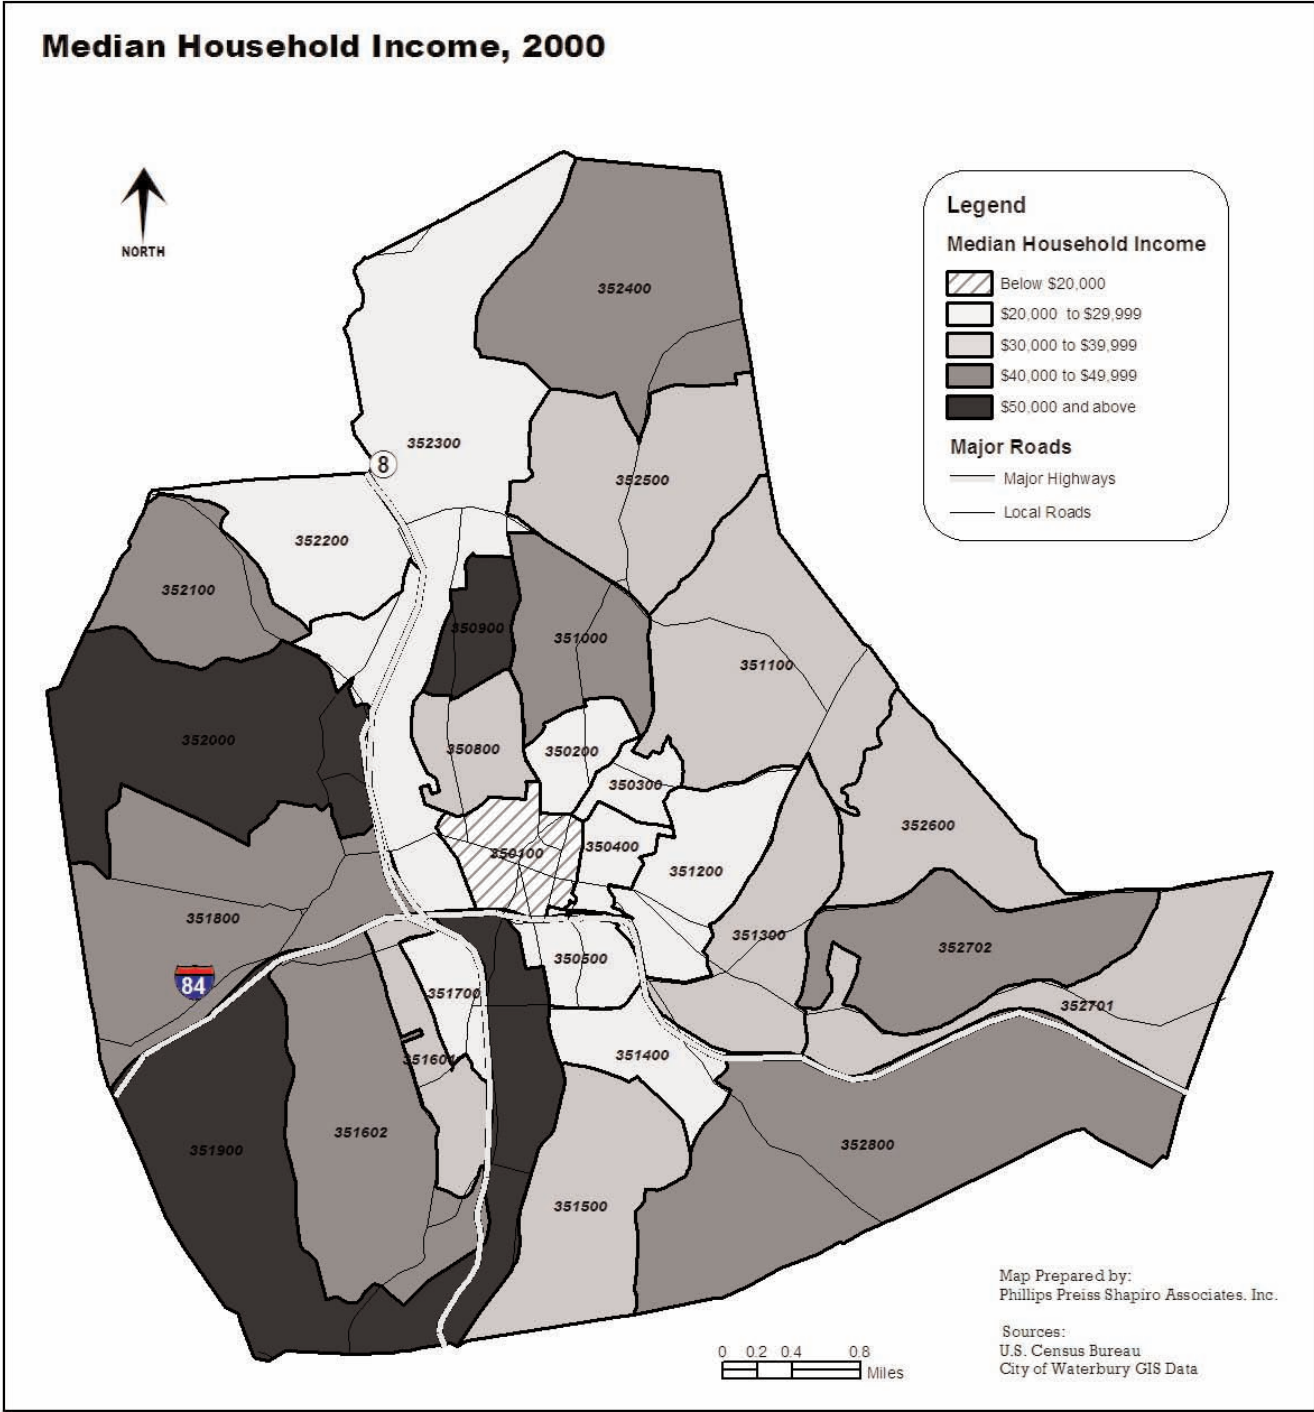 Median Household Income, 2000
NORTH
Legend
Median Household Income
Below $20,000
$20,000 to $29,999
$30,000 to $39,999
$40,000 to $49,999
$50,000 and above
Major Roads
Major Highways
Local Roads
352400
352300
8
352500
352200
352100
350900
351000
351100
352000
350800
350200
350300
352600
350100
350400
351200
351800
351300
352702
350500
84
351700
352701
351400
351601
351602
352800
351900
351500
Map Prepared by:
Phillips Preiss Shapiro Associates. Inc.
Sources:
U.S. Census Bureau
City of Waterbury GIS Data
0 0.2 0.4 0.8
Miles